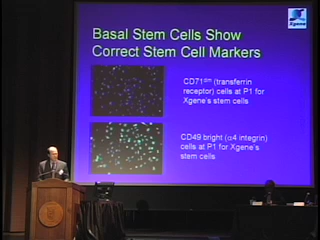 Xgene
Basal Stem Cells Show
Correct Stem Cell Markers
CD71dim (transferrin
receptor) cells at P1 for
Xgene's stem cells
CD49 bright (α4 integrin)
cells at P1 for Xgene's
stem cells